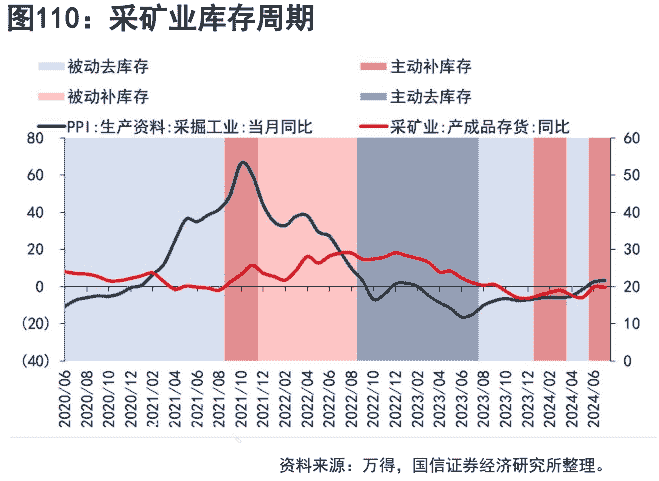 图110：采矿业库存周期
被动去库存 主动补库存
被动补库存 主动去库存
PPI:生产资料:采掘工业:当月同比 采矿业:产成品存货:同比
80 60
60 50
40 40
20 30
0 20
(20) 10
(40) 0
2020/06 2020/08 2020/10 2020/12 2021/02 2021/04 2021/06 2021/08 2021/10 2021/12 2022/02 2022/04 2022/06 2022/08 2022/10 2022/12 2023/02 2023/04 2023/06 2023/08 2023/10 2023/12 2024/02 2024/04 2024/06
资料来源：万得，国信证券经济研究所整理。